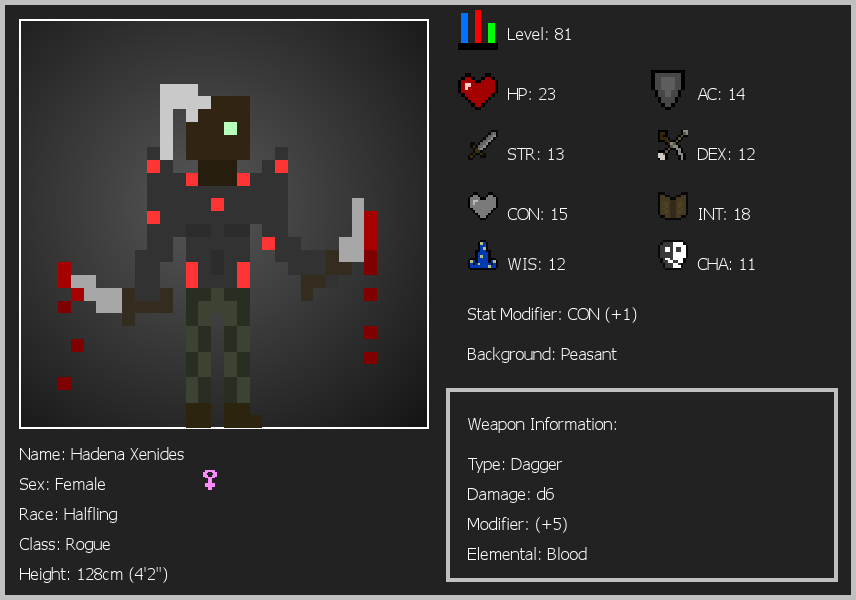 Level: 81
HP: 23
AC: 14
STR: 13
DEX: 12
CON: 15
INT: 18
WIS: 12
CHA: 11
Stat Modifier: CON (+1)
Background: Peasant
Weapon Information:
Type: Dagger
Damage: d6
Modifier: (+5)
Elemental: Blood
Name: Hadena Xenides
Sex: Female
Race: Halfling
Class: Rogue
Height: 128cm (4'2")